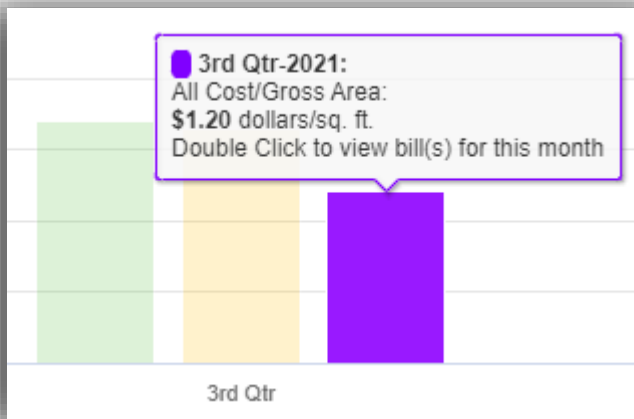 3rd Qtr-2021:
All Cost/Gross Area:
$1.20 dollars/sq. ft.
Double Click to view bill(s) for this month
3rd Qtr